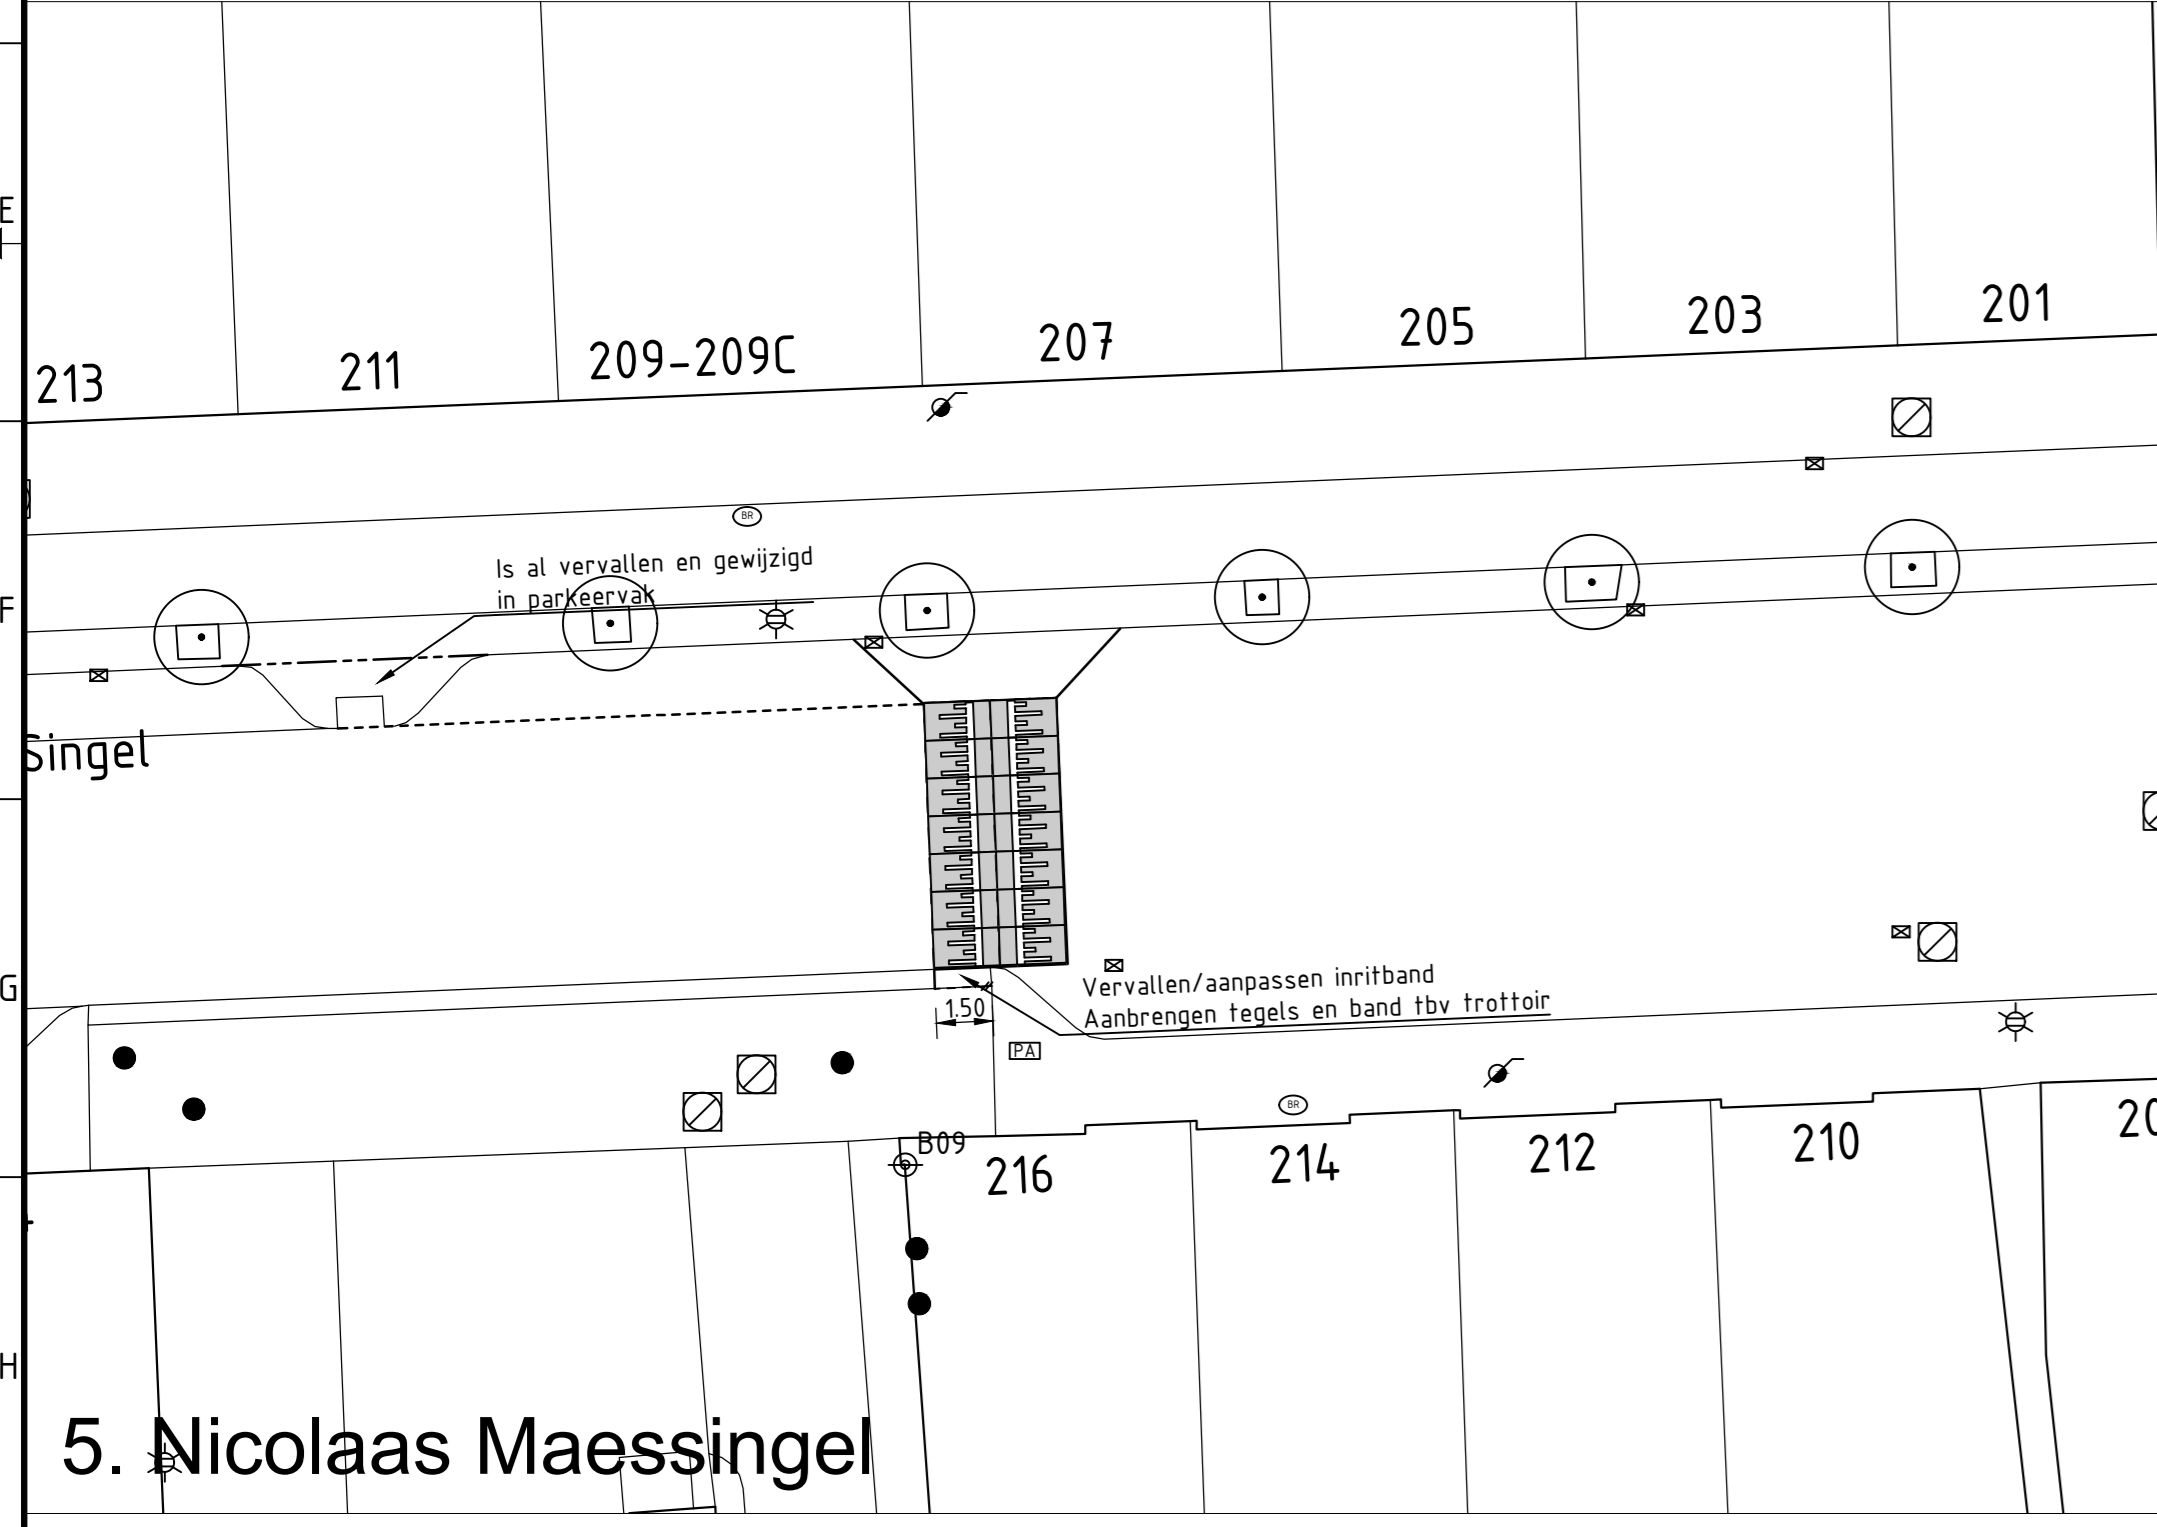 E
213
211
209-209C
207
205
203
201
BR
Is al vervallen en gewijzigd
in parkeervak
F
Singel
G
Vervallen/aanpassen inritband
Aanbrengen tegels en band tbv trottoir
1.50
PA
BR
B09
216
214
212
210
20
H
5. Nicolaas Maessingel